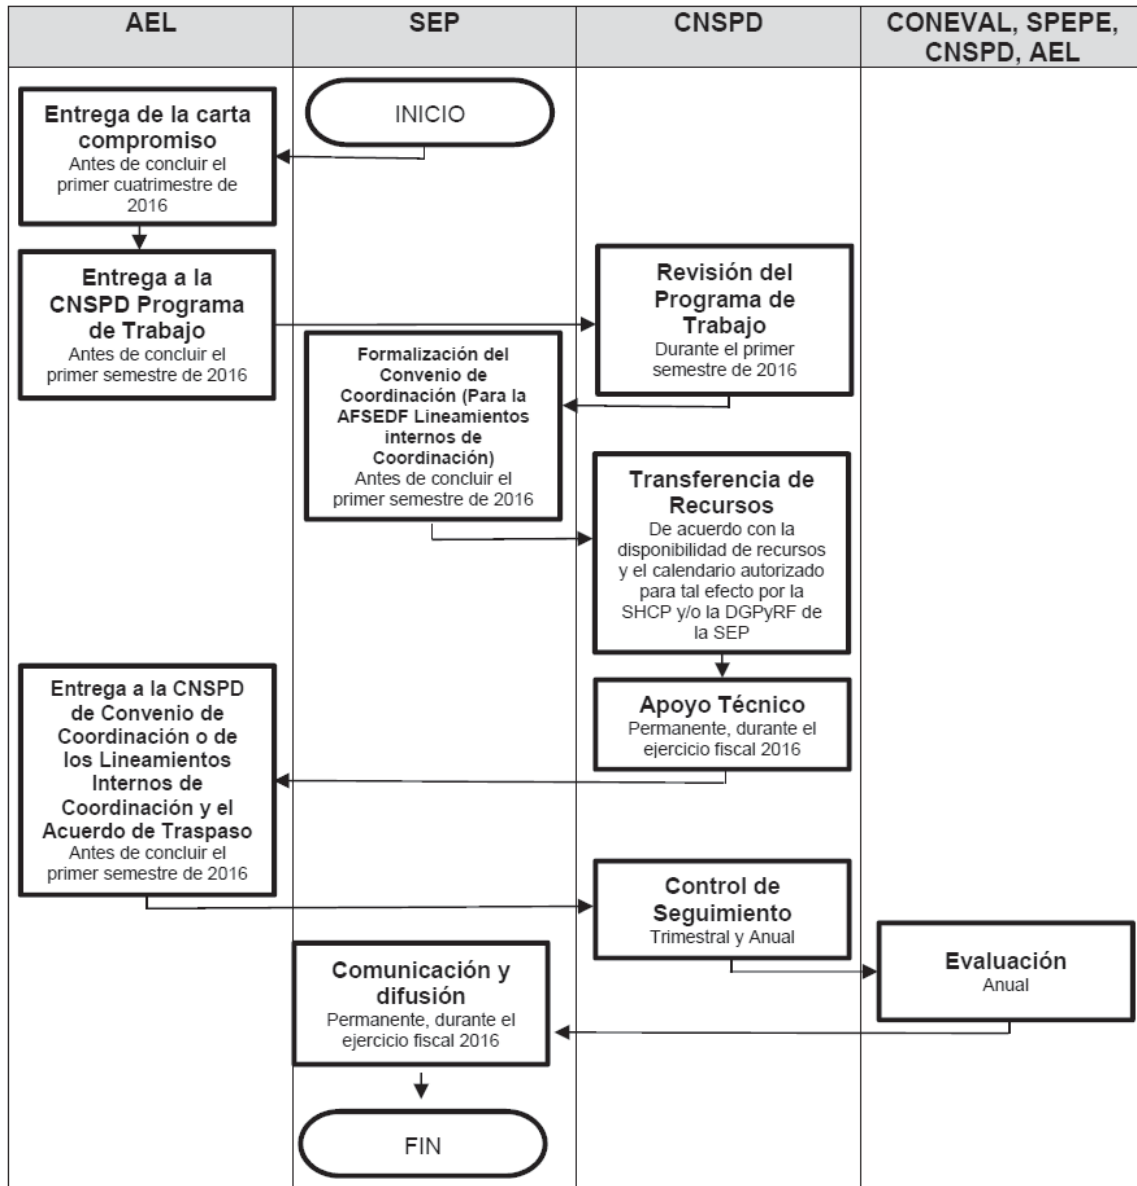 AEL
SEP
CNSPD
CONEVAL, SPEPE,
CNSPD, AEL
INICIO
Entrega de la carta
compromiso
Antes de concluir el
primer cuatrimestre de
2016
Entrega a la
CNSPD Programa
de Trabajo
Antes de concluir el
primer semestre de 2016
Revisión del
Programa de
Trabajo
Durante el primer
semestre de 2016
Formalización del
Convenio de
Coordinación (Para la
AFSEDF Lineamientos
internos de
Coordinación)
Antes de concluir el
primer semestre de 2016
Transferencia de
Recursos
De acuerdo con la
disponibilidad de recursos
y el calendario autorizado
para tal efecto por la
SHCP y/o la DGPyRF de
la SEP
Apoyo Técnico
Permanente, durante el
ejercicio fiscal 2016
Entrega a la CNSPD
de Convenio de
Coordinación o de
los Lineamientos
Internos de
Coordinación y el
Acuerdo de Traspaso
Antes de concluir el
primer semestre de 2016
Control de
Seguimiento
Trimestral y Anual
Evaluación
Anual
Comunicación y
difusión
Permanente, durante el
ejercicio fiscal 2016
FIN